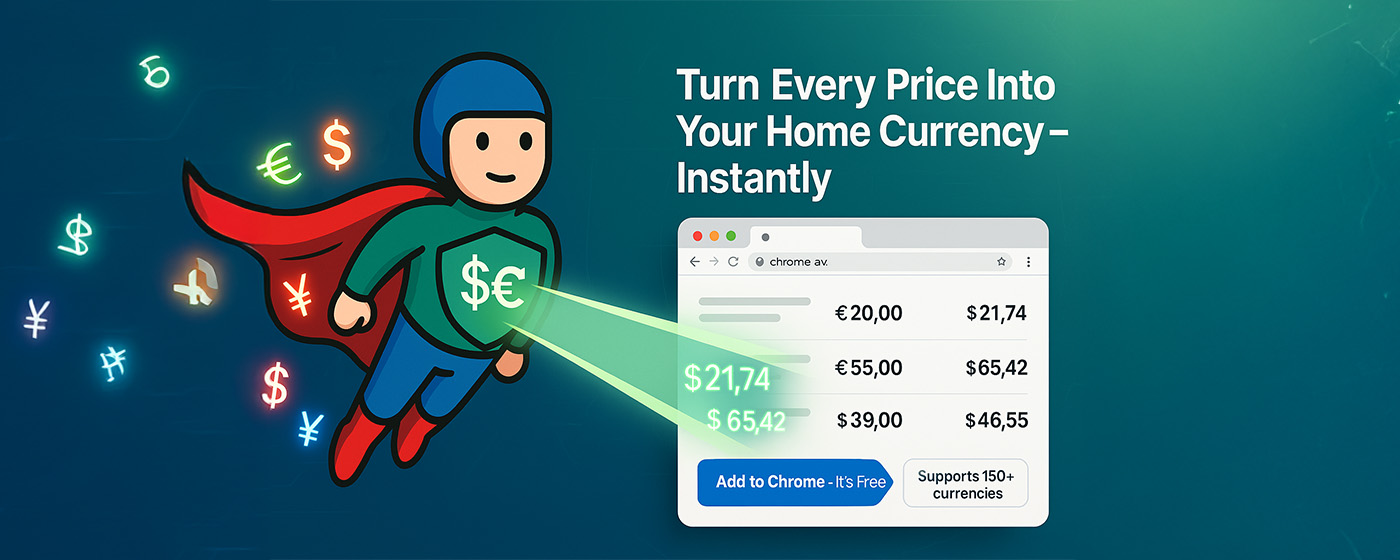 Turn Every Price Into
Your Home Currency –
Instantly
$€
chrome av.
€20,00 $21,74
€55,00 $65,42
$39,00 $46,55
$21,74
$65,42
Add to Chrome - It's Free
Supports 150+
currencies
€ $
$
¥
¥
$
¥